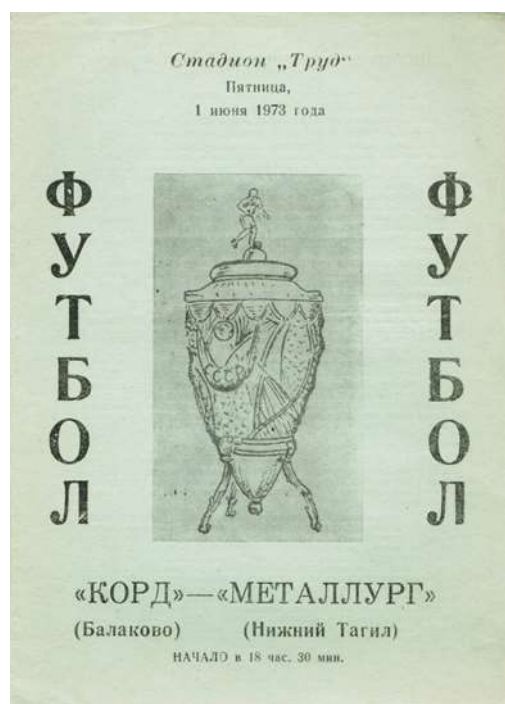 Стадион „Труд“
Пятница,
1 июня 1973 года
ФУТБОЛ
ФУТБОЛ
«КОРД»—«МЕТАЛЛУРГ»
(Балаково) (Нижний Тагил)
НАЧАЛО в 18 час. 30 мин.